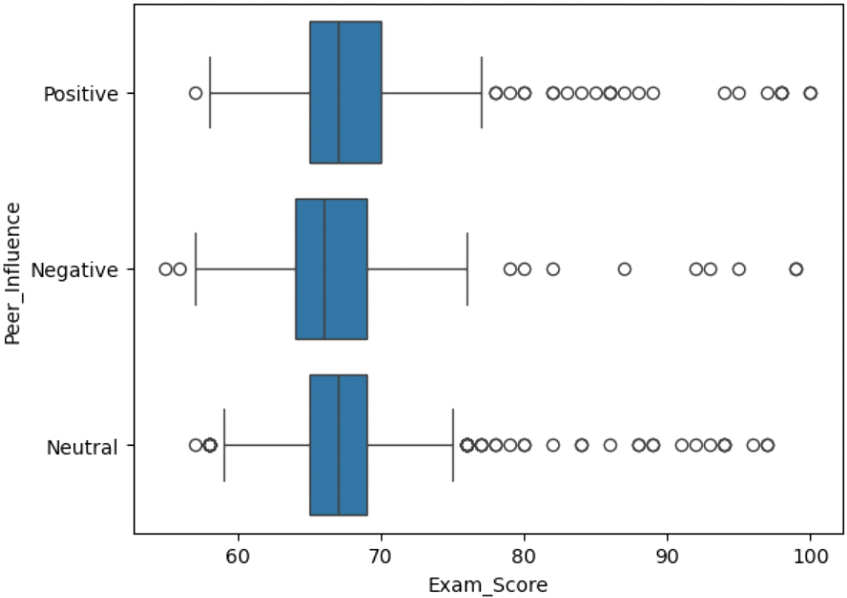 Peer_Influence
Positive
Negative
Neutral
60 70 80 90 100
Exam_Score